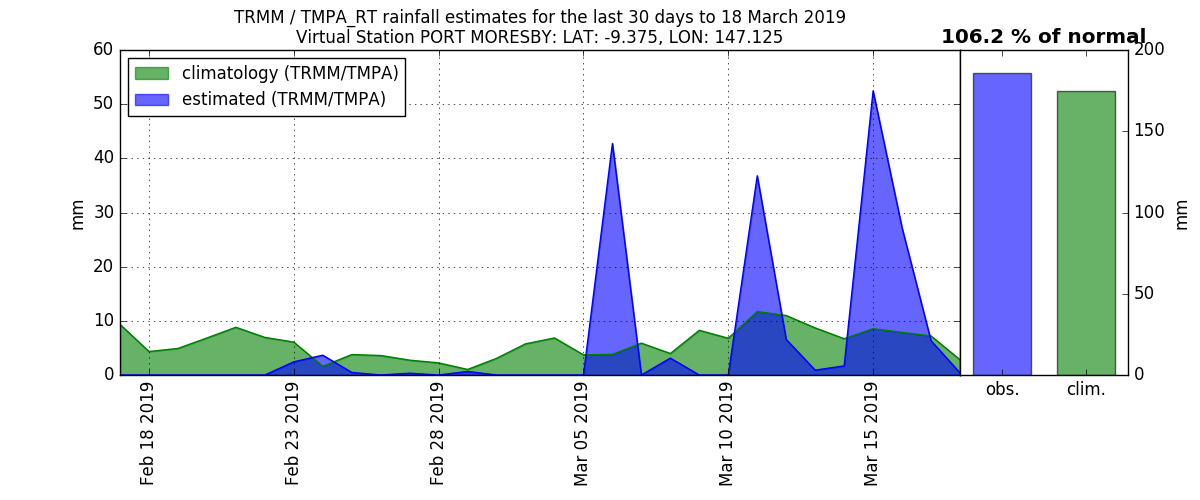 TRMM / TMPA_RT rainfall estimates for the last 30 days to 18 March 2019
Virtual Station PORT MORESBY: LAT: -9.375, LON: 147.125
106.2 % of normal
climatology (TRMM/TMPA)
estimated (TRMM/TMPA)
60
50
40
30
20
10
0
mm
Feb 18 2019
Feb 23 2019
Feb 28 2019
Mar 05 2019
Mar 10 2019
Mar 15 2019
obs.
clim.
200
150
100
50
0
mm